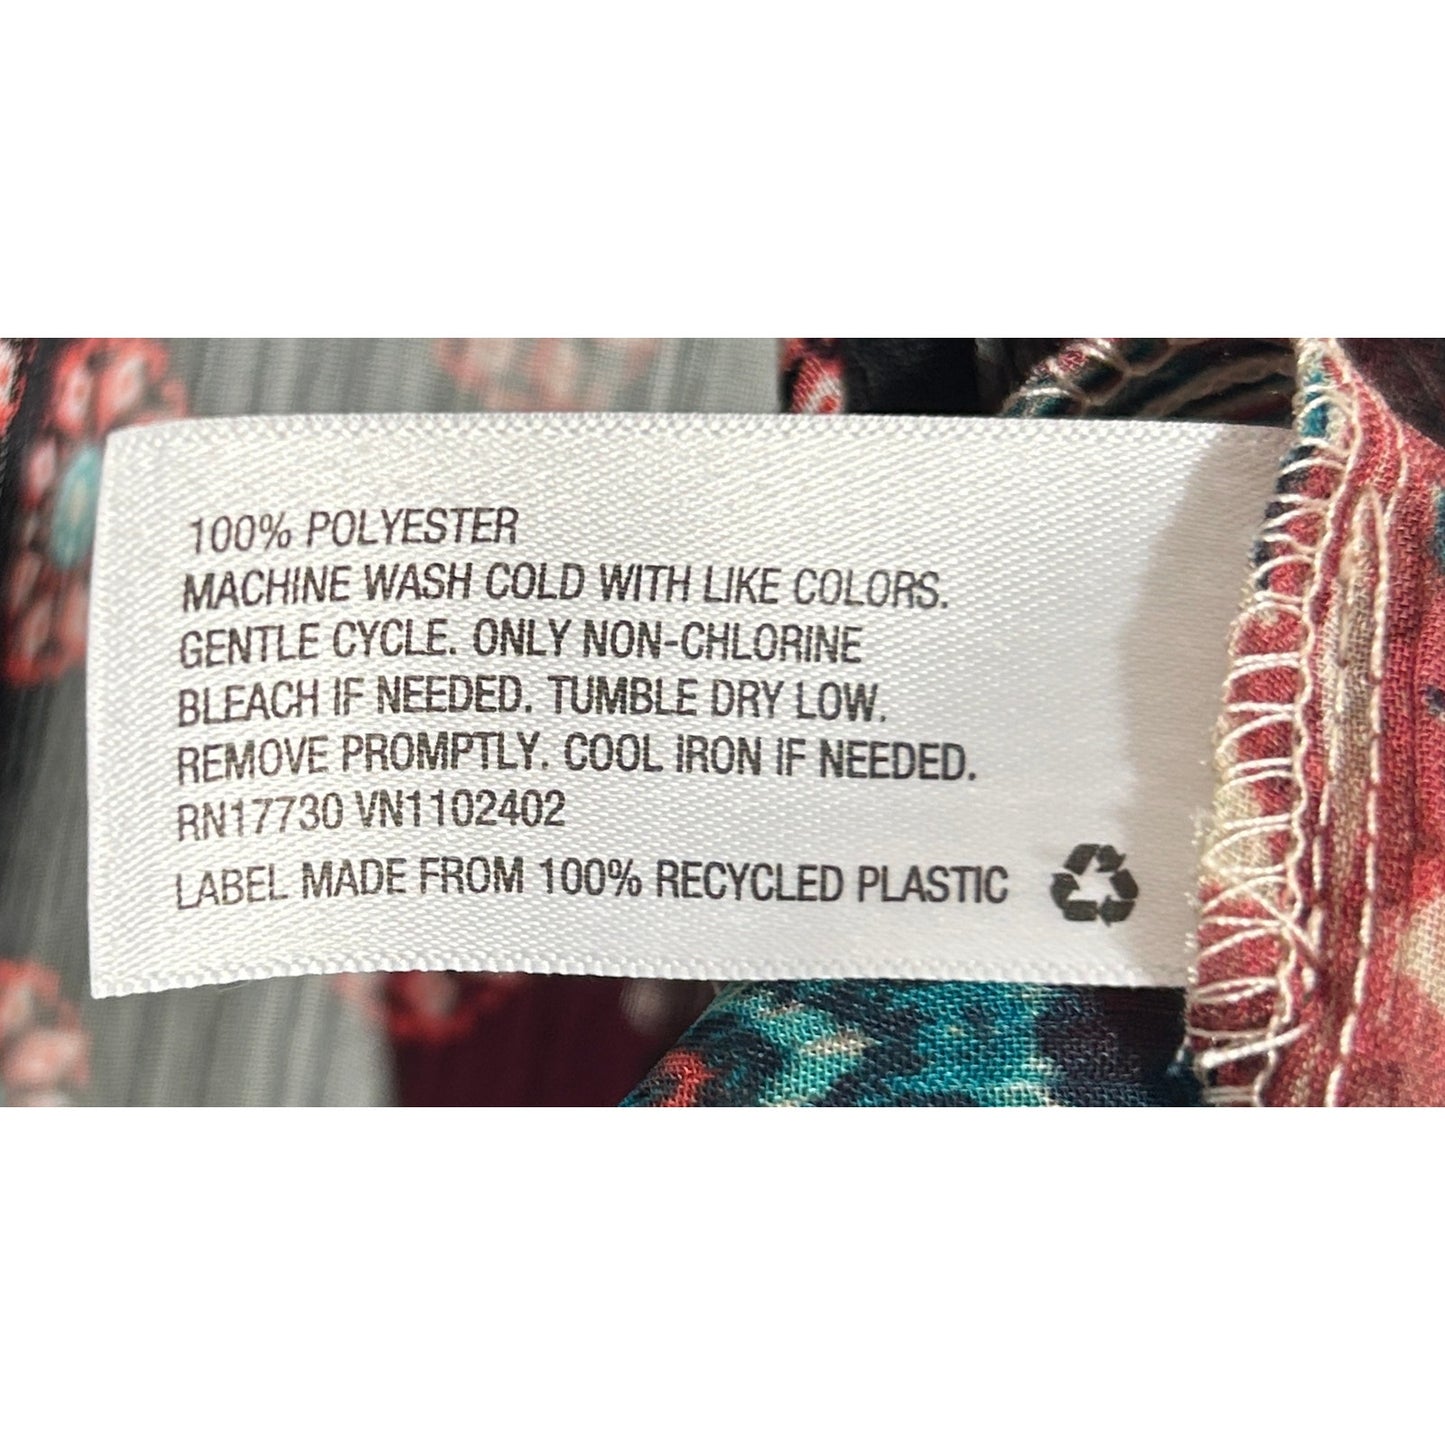 100% POLYESTER
MACHINE WASH COLD WITH LIKE COLORS.
GENTLE CYCLE. ONLY NON-CHLORINE
BLEACH IF NEEDED. TUMBLE DRY LOW.
REMOVE PROMPTLY. COOL IRON IF NEEDED.
RN17730 VN1102402
LABEL MADE FROM 100% RECYCLED PLASTIC